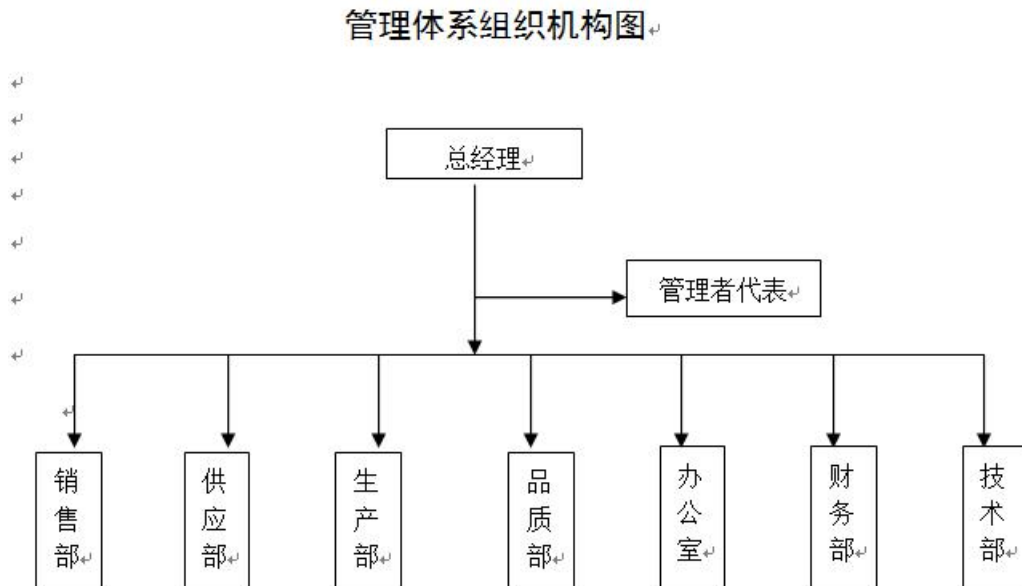 管理体系组织机构图
总经理
管理者代表
销售部
供应部
生产部
品质部
办公室
财务部
技术部